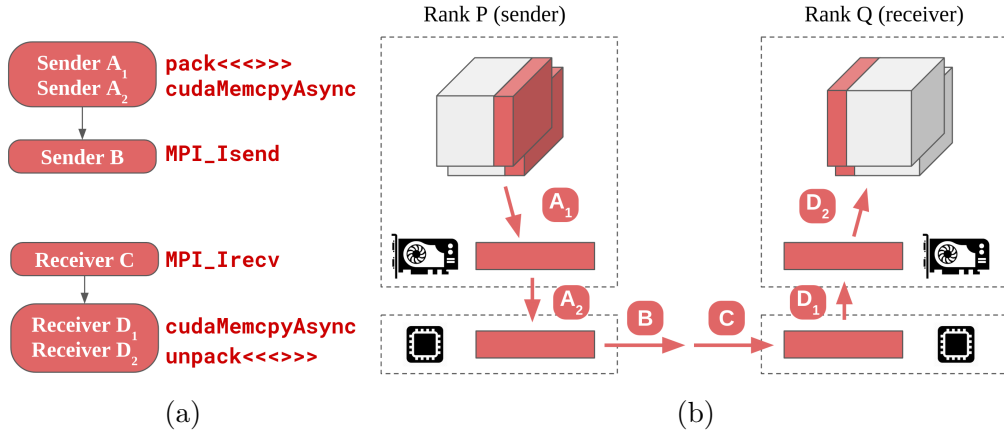 Rank P (sender)
Rank Q (receiver)
Sender A1
Sender A2
pack<<<>>>
cudaMemcpyAsync
Sender B
MPI_Isend
Receiver C
MPI_Irecv
Receiver D1
Receiver D2
cudaMemcpyAsync
unpack<<<>>>
A1
A2
B
C
D1
D2
(a)
(b)